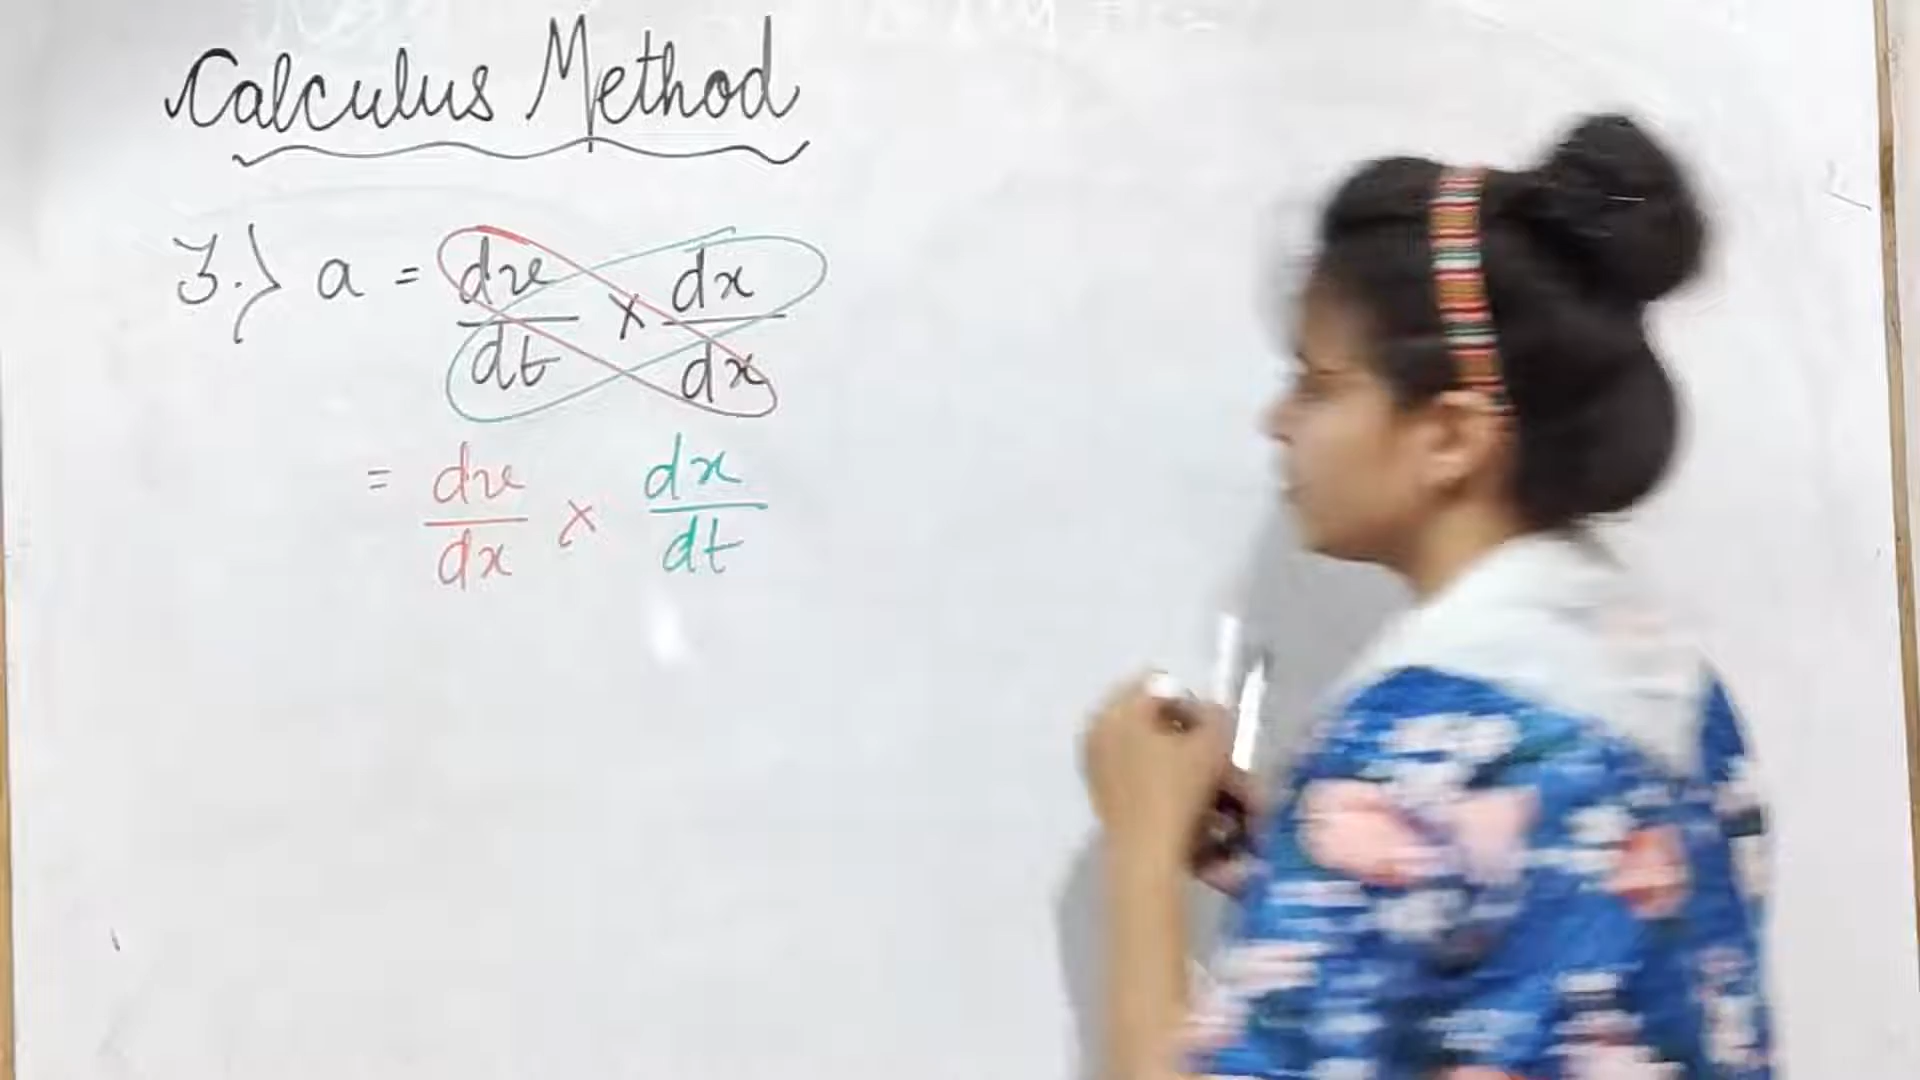 Calculus Method
3.) a = dv/dt × dx/dx
= dv/dx × dx/dt